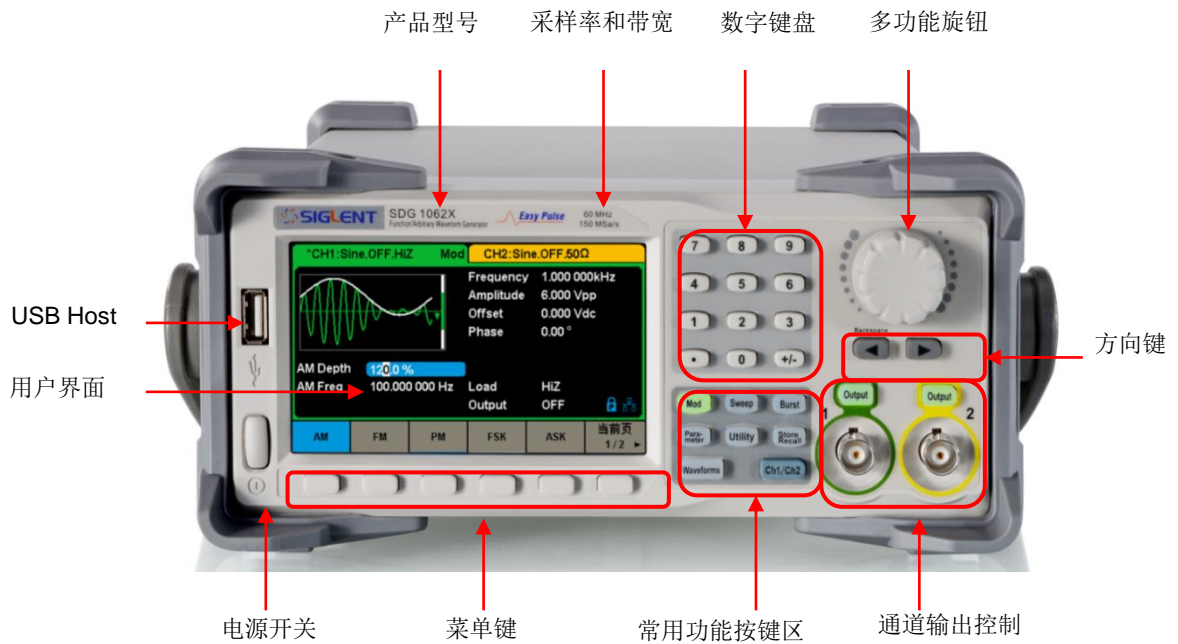 产品型号
采样率和带宽
数字键盘
多功能旋钮
SIGLENT SDG 1062X
Function/Arbitrary Waveform Generator
Easy Pulse
60 MHz
150 MSa/s
*CH1:Sine.OFF.HiZ Mod
CH2:Sine.OFF.50Ω
Frequency 1.000 000kHz
Amplitude 6.000 Vpp
Offset 0.000 Vdc
Phase 0.00 °
AM Depth 120.0 %
AM Freq 100.000 000 Hz
Load HiZ
Output OFF
AM FM PM FSK ASK 当前页
1 / 2 ►
7 8 9
4 5 6
1 2 3
• 0 +/-
Backspace
Mod Sweep Burst
Para-
meter
Utility
Store
Recall
Waveforms Ch1/Ch2
Output Output
1 2
USB Host
用户界面
方向键
电源开关
菜单键
常用功能按键区
通道输出控制